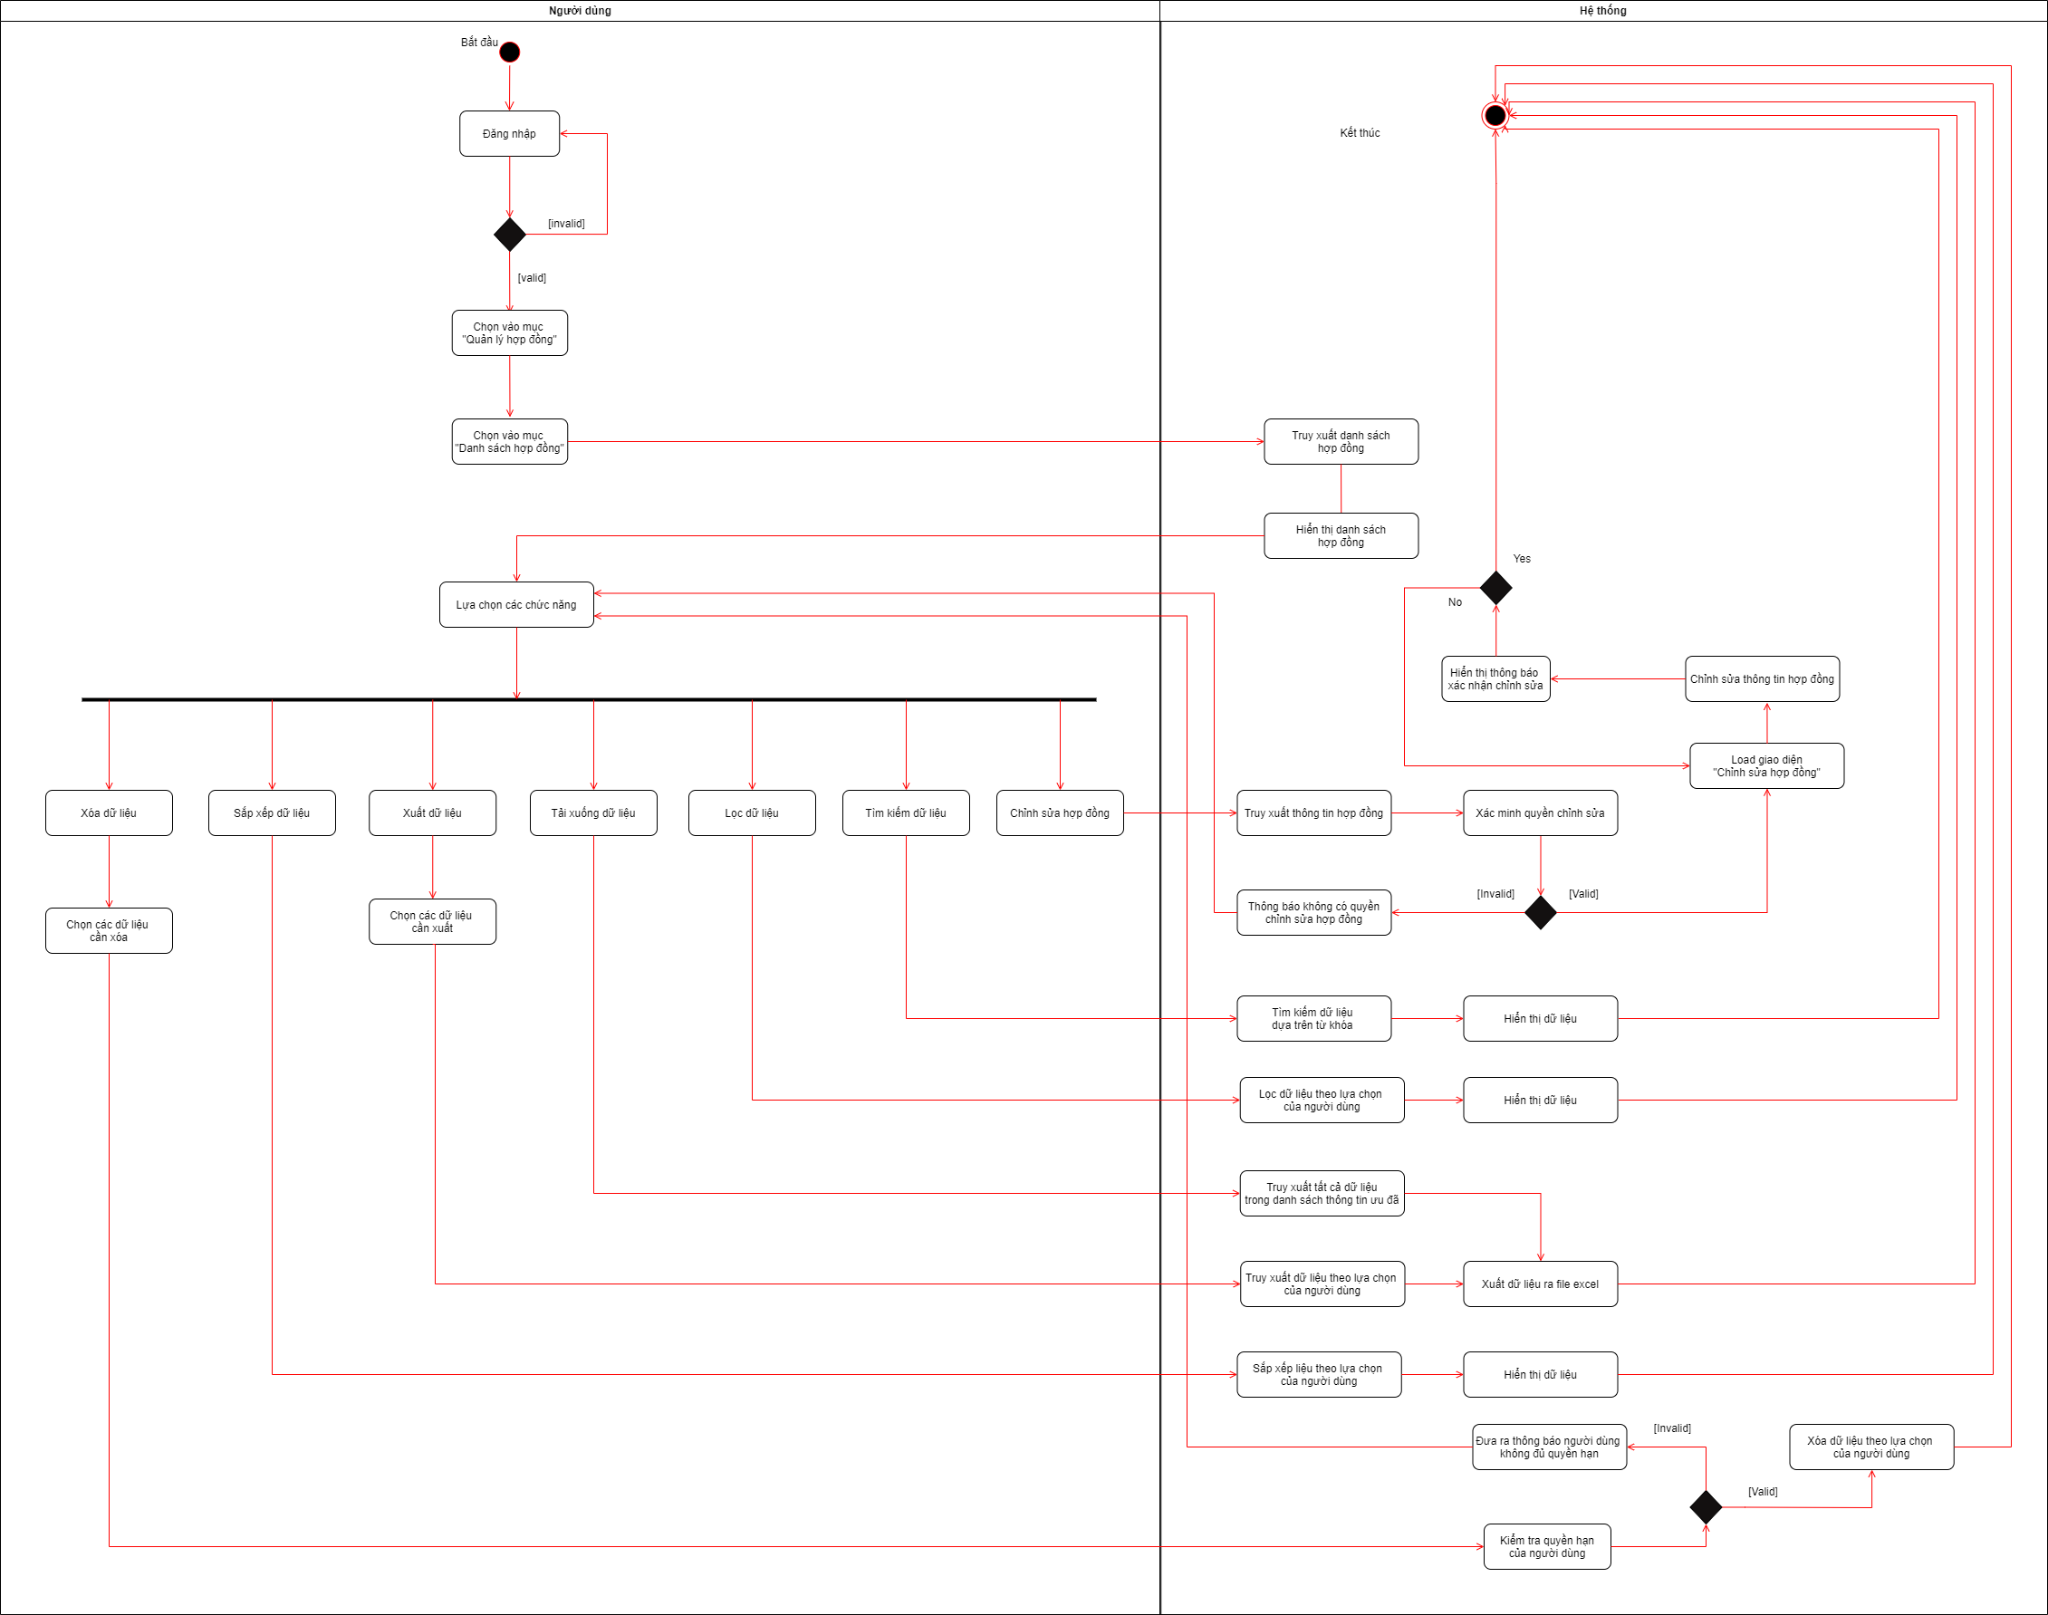 Người dùng
Hệ thống
Bắt đầu
Đăng nhập
[invalid]
[valid]
Chọn vào mục
"Quản lý hợp đồng"
Chọn vào mục
"Danh sách hợp đồng"
Kết thúc
Truy xuất danh sách
hợp đồng
Hiển thị danh sách
hợp đồng
Lựa chọn các chức năng
Yes
No
Hiển thị thông báo
xác nhận chỉnh sửa
Chỉnh sửa thông tin hợp đồng
Load giao diện
"Chỉnh sửa hợp đồng"
Xóa dữ liệu
Sắp xếp dữ liệu
Xuất dữ liệu
Tải xuống dữ liệu
Lọc dữ liệu
Tìm kiếm dữ liệu
Chỉnh sửa hợp đồng
Truy xuất thông tin hợp đồng
Xác minh quyền chỉnh sửa
[Invalid]
[Valid]
Thông báo không có quyền
chỉnh sửa hợp đồng
Chọn các dữ liệu
cần xóa
Chọn các dữ liệu
cần xuất
Tìm kiếm dữ liệu
dựa trên từ khóa
Hiển thị dữ liệu
Lọc dữ liệu theo lựa chọn
của người dùng
Hiển thị dữ liệu
Truy xuất tất cả dữ liệu
trong danh sách thông tin ưu đã
Truy xuất dữ liệu theo lựa chọn
của người dùng
Xuất dữ liệu ra file excel
Sắp xếp liệu theo lựa chọn
của người dùng
Hiển thị dữ liệu
Đưa ra thông báo người dùng
không đủ quyền hạn
[Invalid]
Xóa dữ liệu theo lựa chọn
của người dùng
[Valid]
Kiểm tra quyền hạn
của người dùng